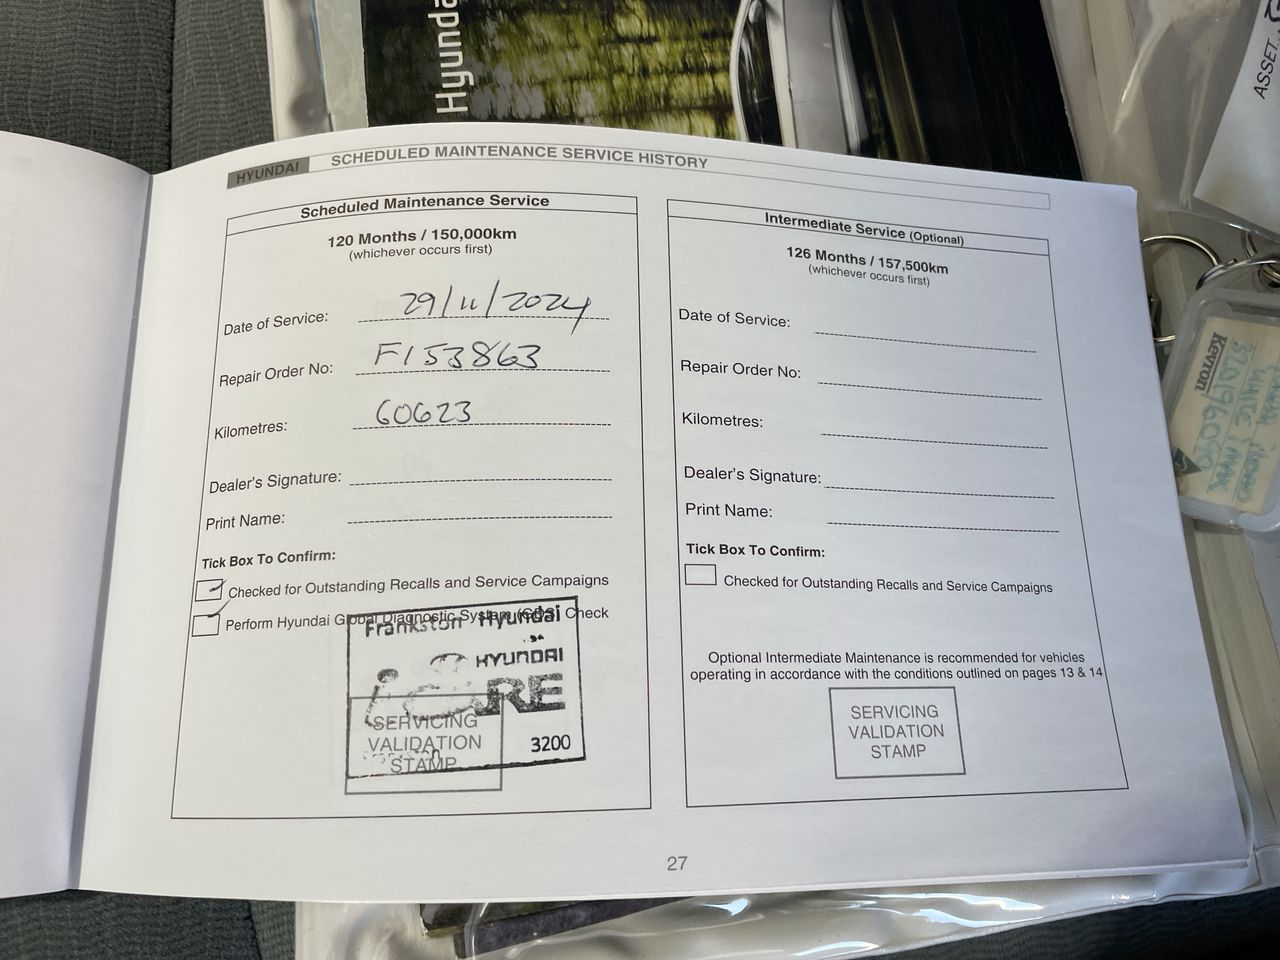 Hyunda
ASSET
HYUNDAI
SCHEDULED MAINTENANCE SERVICE HISTORY
Scheduled Maintenance Service
120 Months / 150,000km
(whichever occurs first)
Date of Service: 29/11/2024
Repair Order No: F153863
Kilometres: 60623
Dealer's Signature:
Print Name:
Tick Box To Confirm:
Checked for Outstanding Recalls and Service Campaigns
Perform Hyundai Global Diagnostic System (GDS) Check
Frankston Hyundai
HYUNDAI
3200
SERVICING
VALIDATION
STAMP
Intermediate Service (Optional)
126 Months / 157,500km
(whichever occurs first)
Date of Service:
Repair Order No:
Kilometres:
Dealer's Signature:
Print Name:
Tick Box To Confirm:
Checked for Outstanding Recalls and Service Campaigns
Optional Intermediate Maintenance is recommended for vehicles
operating in accordance with the conditions outlined on pages 13 & 14
SERVICING
VALIDATION
STAMP
27
Kevron